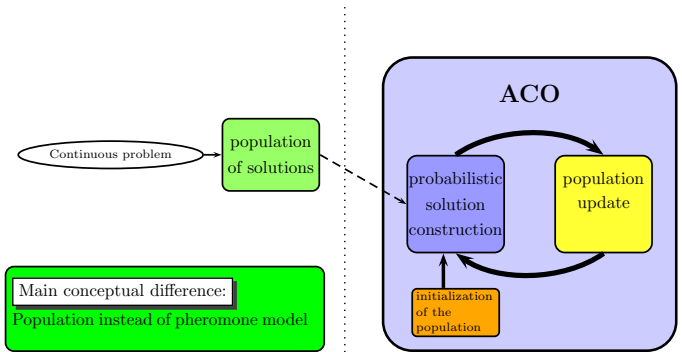 ACO
Continuous problem
population
of solutions
probabilistic
solution
construction
population
update
initialization
of the
population
Main conceptual difference:
Population instead of pheromone model